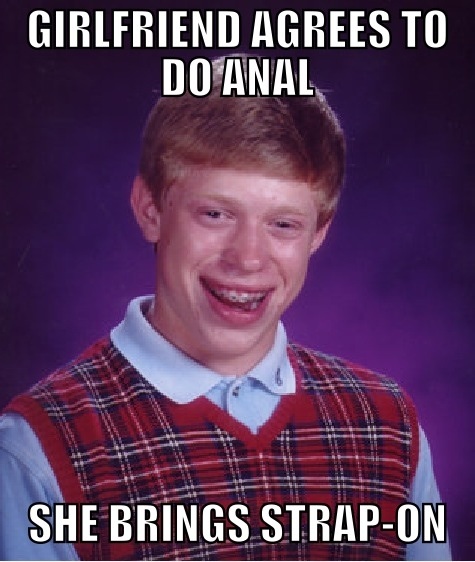 GIRLFRIEND AGREES TO
DO ANAL
SHE BRINGS STRAP-ON